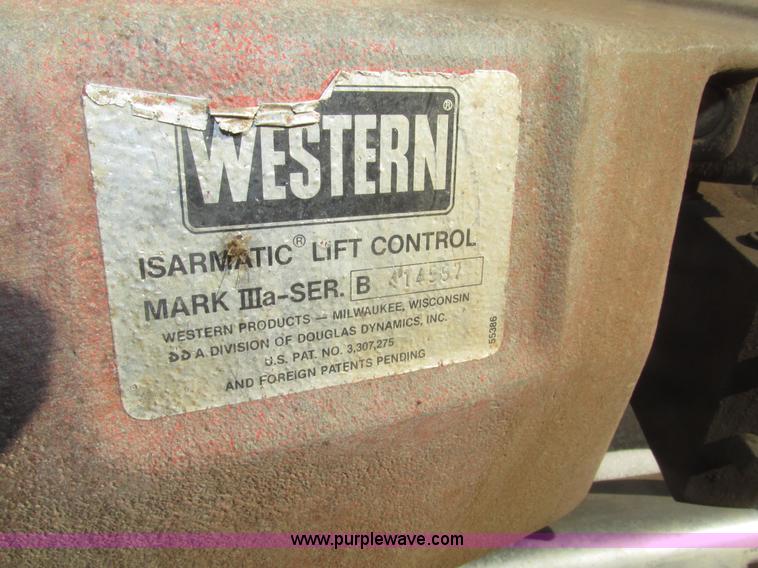 WESTERN®
ISARMATIC® LIFT CONTROL
MARK IIIa-SER. B 414557
WESTERN PRODUCTS — MILWAUKEE, WISCONSIN
A DIVISION OF DOUGLAS DYNAMICS, INC.
U.S. PAT. NO. 3,307,275
AND FOREIGN PATENTS PENDING
55386
www.purplewave.com